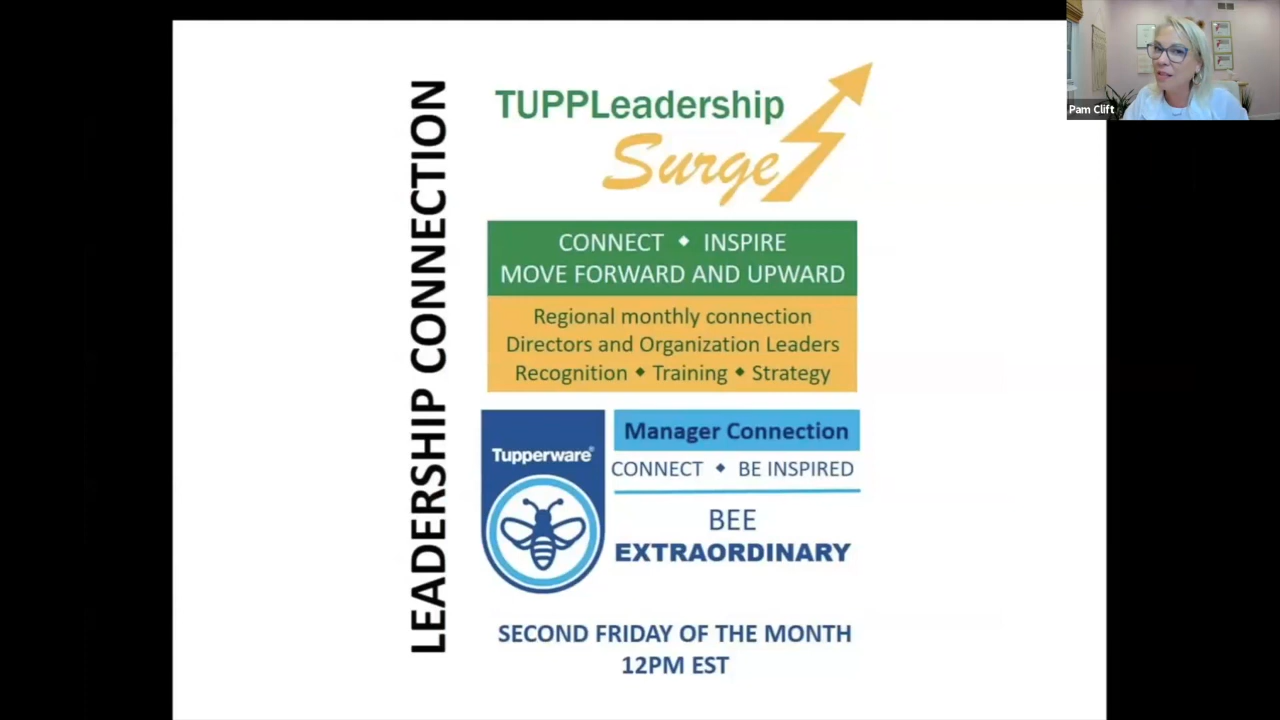 LEADERSHIP CONNECTION
TUPPLeadership
Surge
CONNECT ◆ INSPIRE
MOVE FORWARD AND UPWARD
Regional monthly connection
Directors and Organization Leaders
Recognition ◆ Training ◆ Strategy
Tupperware®
Manager Connection
CONNECT ◆ BE INSPIRED
BEE
EXTRAORDINARY
SECOND FRIDAY OF THE MONTH
12PM EST
Pam Clift